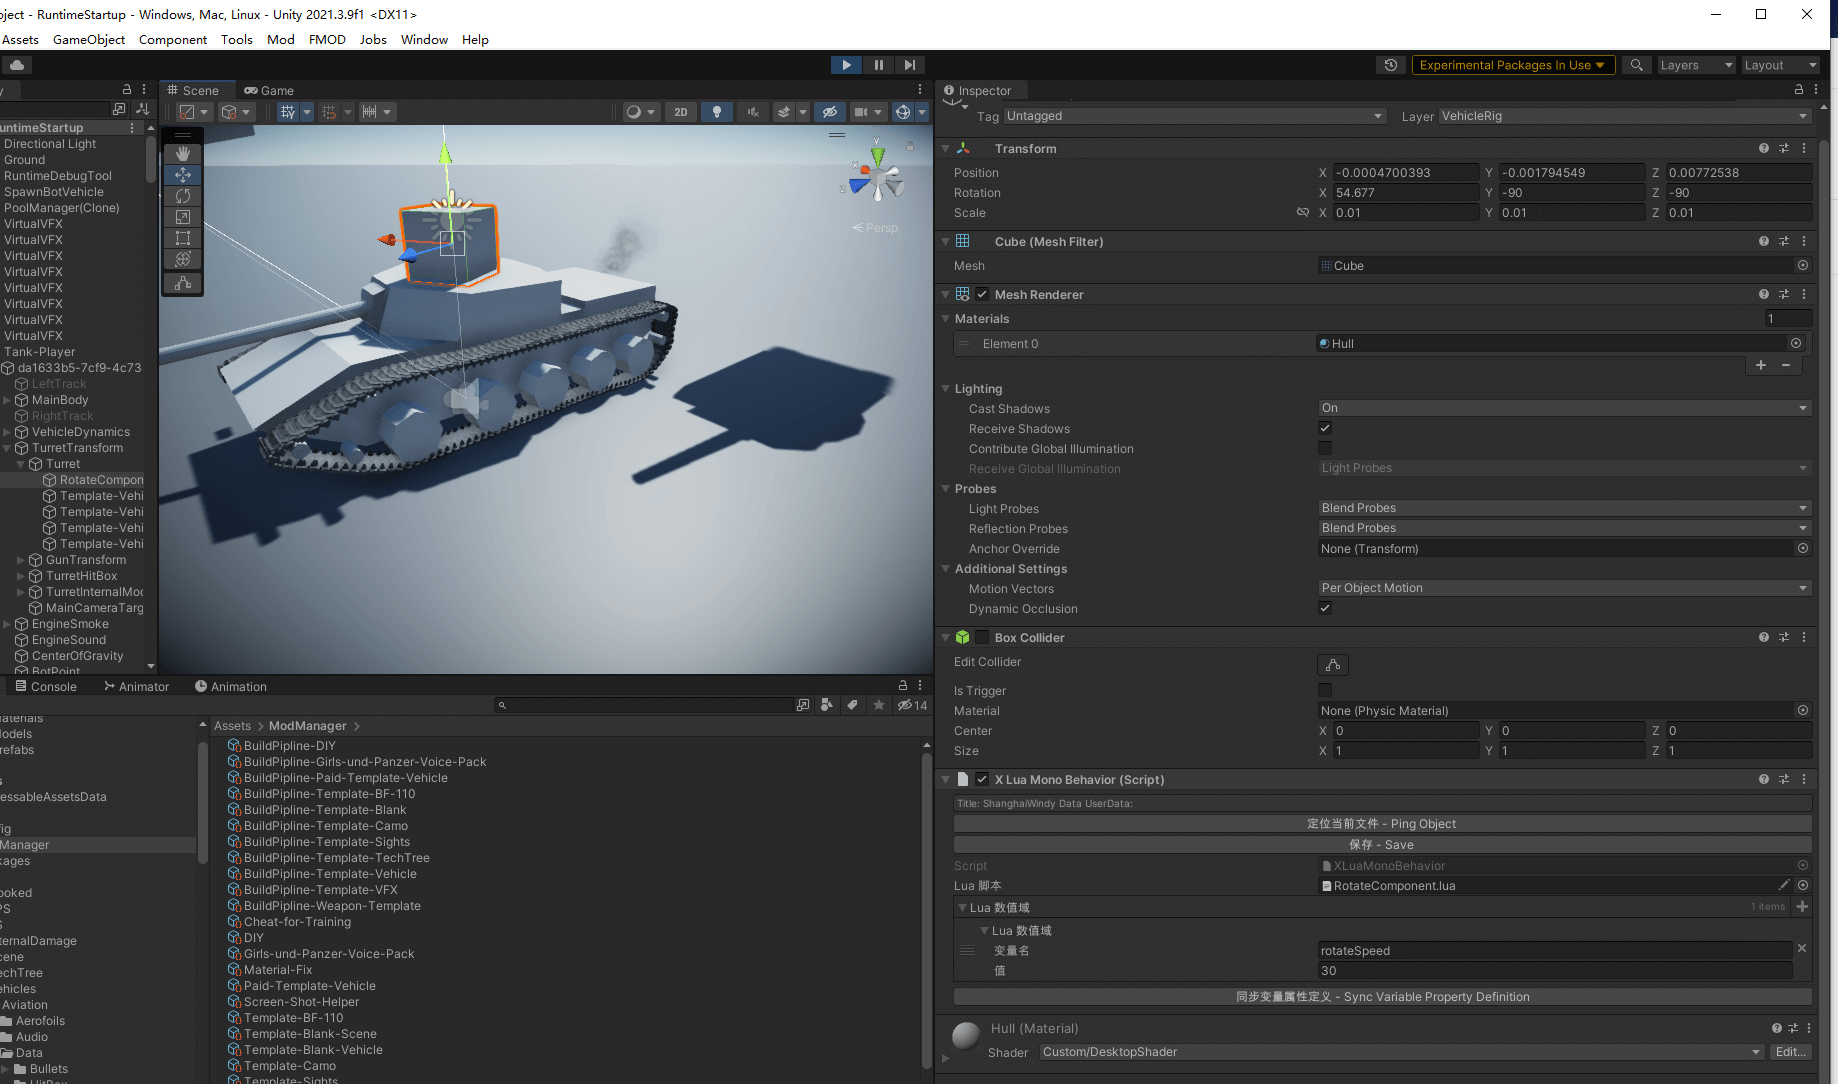 oject - RuntimeStartup - Windows, Mac, Linux - Unity 2021.3.9f1 <DX11>
Assets GameObject Component Tools Mod FMOD Jobs Window Help
Experimental Packages In Use
Layers
Layout
y
Scene
Game
Inspector
2D
Tag Untagged
Layer VehicleRig
untimeStartup
Directional Light
Ground
RuntimeDebugTool
SpawnBotVehicle
PoolManager(Clone)
VirtualVFX
VirtualVFX
VirtualVFX
VirtualVFX
VirtualVFX
VirtualVFX
VirtualVFX
VirtualVFX
Tank-Player
da1633b5-7cf9-4c73
LeftTrack
MainBody
RightTrack
VehicleDynamics
TurretTransform
Turret
RotateCompon
Template-Vehi
Template-Vehi
Template-Vehi
Template-Vehi
GunTransform
TurretHitBox
TurretInternalMod
MainCameraTarg
EngineSmoke
EngineSound
CenterOfGravity
BotPoint
y
x
z
Persp
Transform
Position X -0.0004700393 Y -0.001794549 Z 0.00772538
Rotation X 54.677 Y -90 Z -90
Scale X 0.01 Y 0.01 Z 0.01
Cube (Mesh Filter)
Mesh Cube
Mesh Renderer
Materials 1
Element 0 Hull
Lighting
Cast Shadows On
Receive Shadows
Contribute Global Illumination
Receive Global Illumination Light Probes
Probes
Light Probes Blend Probes
Reflection Probes Blend Probes
Anchor Override None (Transform)
Additional Settings
Motion Vectors Per Object Motion
Dynamic Occlusion
Box Collider
Edit Collider
Is Trigger
Material None (Physic Material)
Center X 0 Y 0 Z 0
Size X 1 Y 1 Z 1
X Lua Mono Behavior (Script)
Title: ShanghaiWindy Data UserData:
定位当前文件 - Ping Object
保存 - Save
Script XLuaMonoBehavior
Lua 脚本 RotateComponent.lua
Lua 数值域 1 items
Lua 数值域
变量名 rotateSpeed
值 30
同步变量属性定义 - Sync Variable Property Definition
Hull (Material)
Shader Custom/DesktopShader Edit...
Console
Animator
Animation
14
Assets > ModManager >
aterials
odels
refabs
s
essableAssetsData
fig
Manager
kages
ooked
PS
S
ternalDamage
cene
echTree
ehicles
Aviation
Aerofoils
Audio
Data
Bullets
HitBox
BuildPipline-DIY
BuildPipline-Girls-und-Panzer-Voice-Pack
BuildPipline-Paid-Template-Vehicle
BuildPipline-Template-BF-110
BuildPipline-Template-Blank
BuildPipline-Template-Camo
BuildPipline-Template-Sights
BuildPipline-Template-TechTree
BuildPipline-Template-Vehicle
BuildPipline-Template-VFX
BuildPipline-Weapon-Template
Cheat-for-Training
DIY
Girls-und-Panzer-Voice-Pack
Material-Fix
Paid-Template-Vehicle
Screen-Shot-Helper
Template-BF-110
Template-Blank-Scene
Template-Blank-Vehicle
Template-Camo
Template-Sights